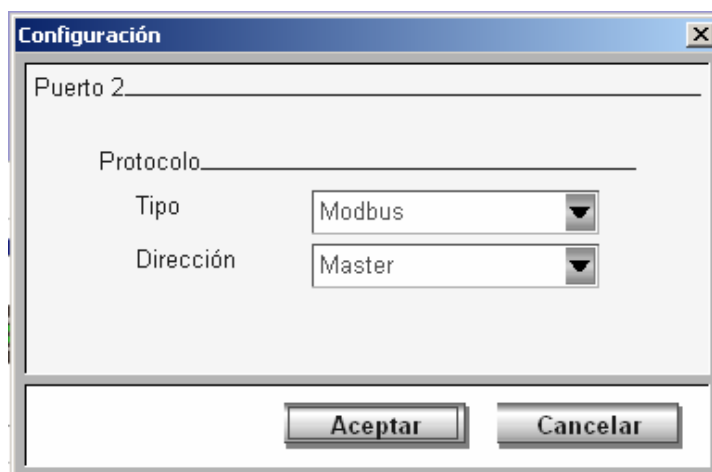 Configuración
Puerto 2
Protocolo
Tipo Modbus
Dirección Master
Aceptar Cancelar